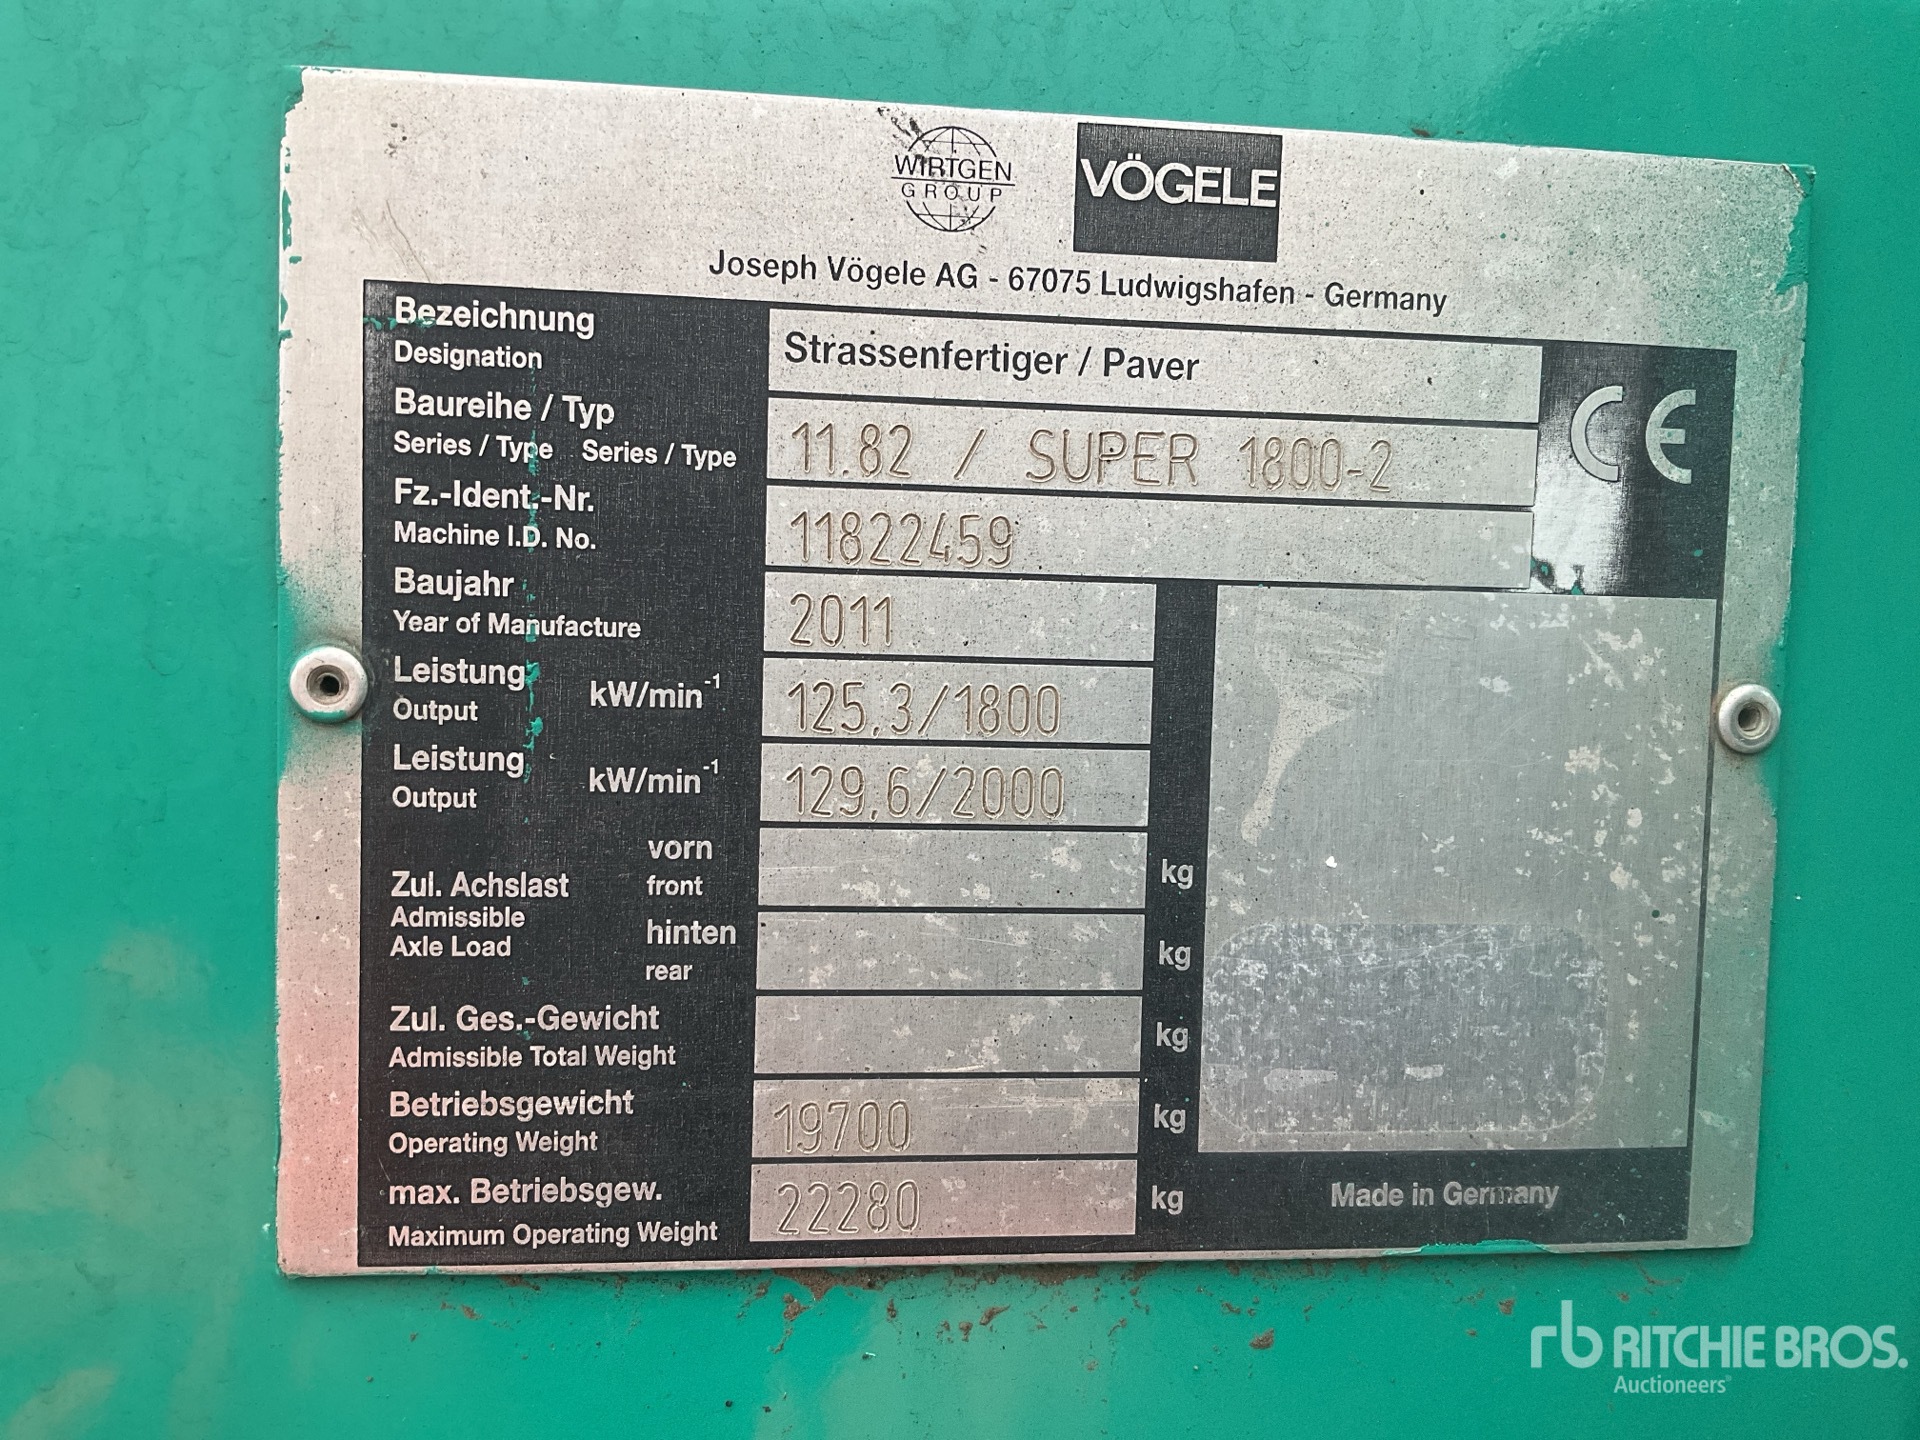 WIRTGEN
GROUP
VÖGELE
Joseph Vögele AG - 67075 Ludwigshafen - Germany
Bezeichnung
Designation
Strassenfertiger / Paver
Baureihe / Typ
Series / Type Series / Type
11.82 / SUPER 1800-2
CE
Fz.-Ident.-Nr.
Machine I.D. No.
11822459
Baujahr
Year of Manufacture
2011
Leistung
Output
kW/min⁻¹
125,3/1800
Leistung
Output
kW/min⁻¹
129,6/2000
Zul. Achslast
Admissible
Axle Load
vorn
front
kg
hinten
rear
kg
Zul. Ges.-Gewicht
Admissible Total Weight
kg
Betriebsgewicht
Operating Weight
19700 kg
max. Betriebsgew.
Maximum Operating Weight
22280 kg
Made in Germany
rb RITCHIE BROS.
Auctioneers